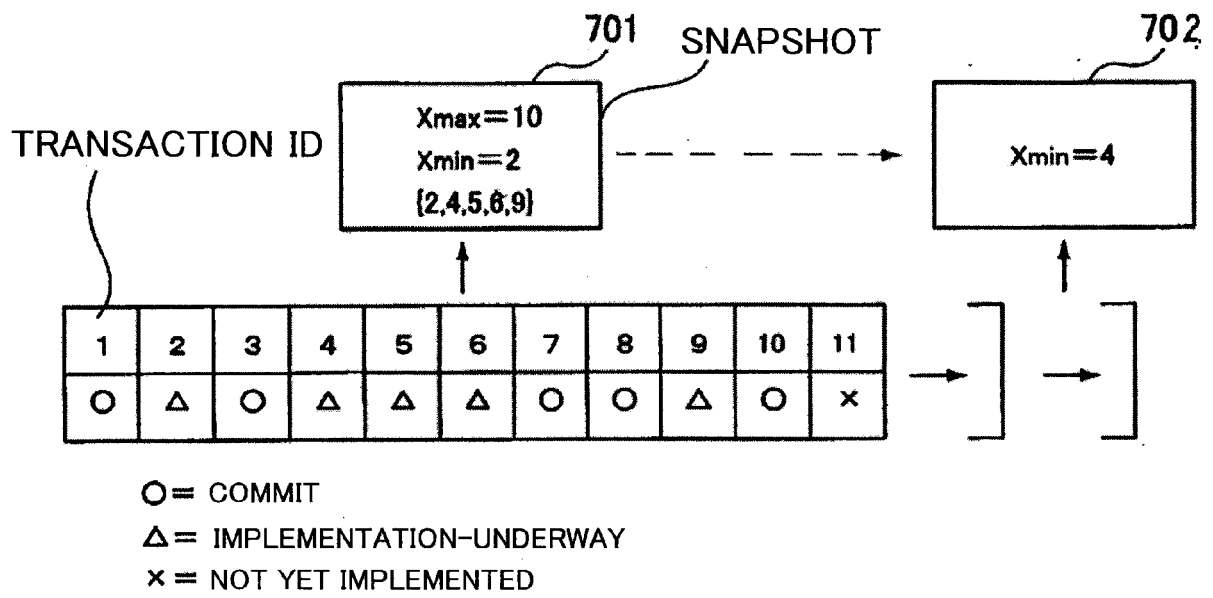 701
SNAPSHOT
702
TRANSACTION ID
Xmax=10
Xmin=2
{2,4,5,6,9}
Xmin=4
1 2 3 4 5 6 7 8 9 10 11
○ △ ○ △ △ △ ○ ○ △ ○ ×
○= COMMIT
△= IMPLEMENTATION-UNDERWAY
×= NOT YET IMPLEMENTED